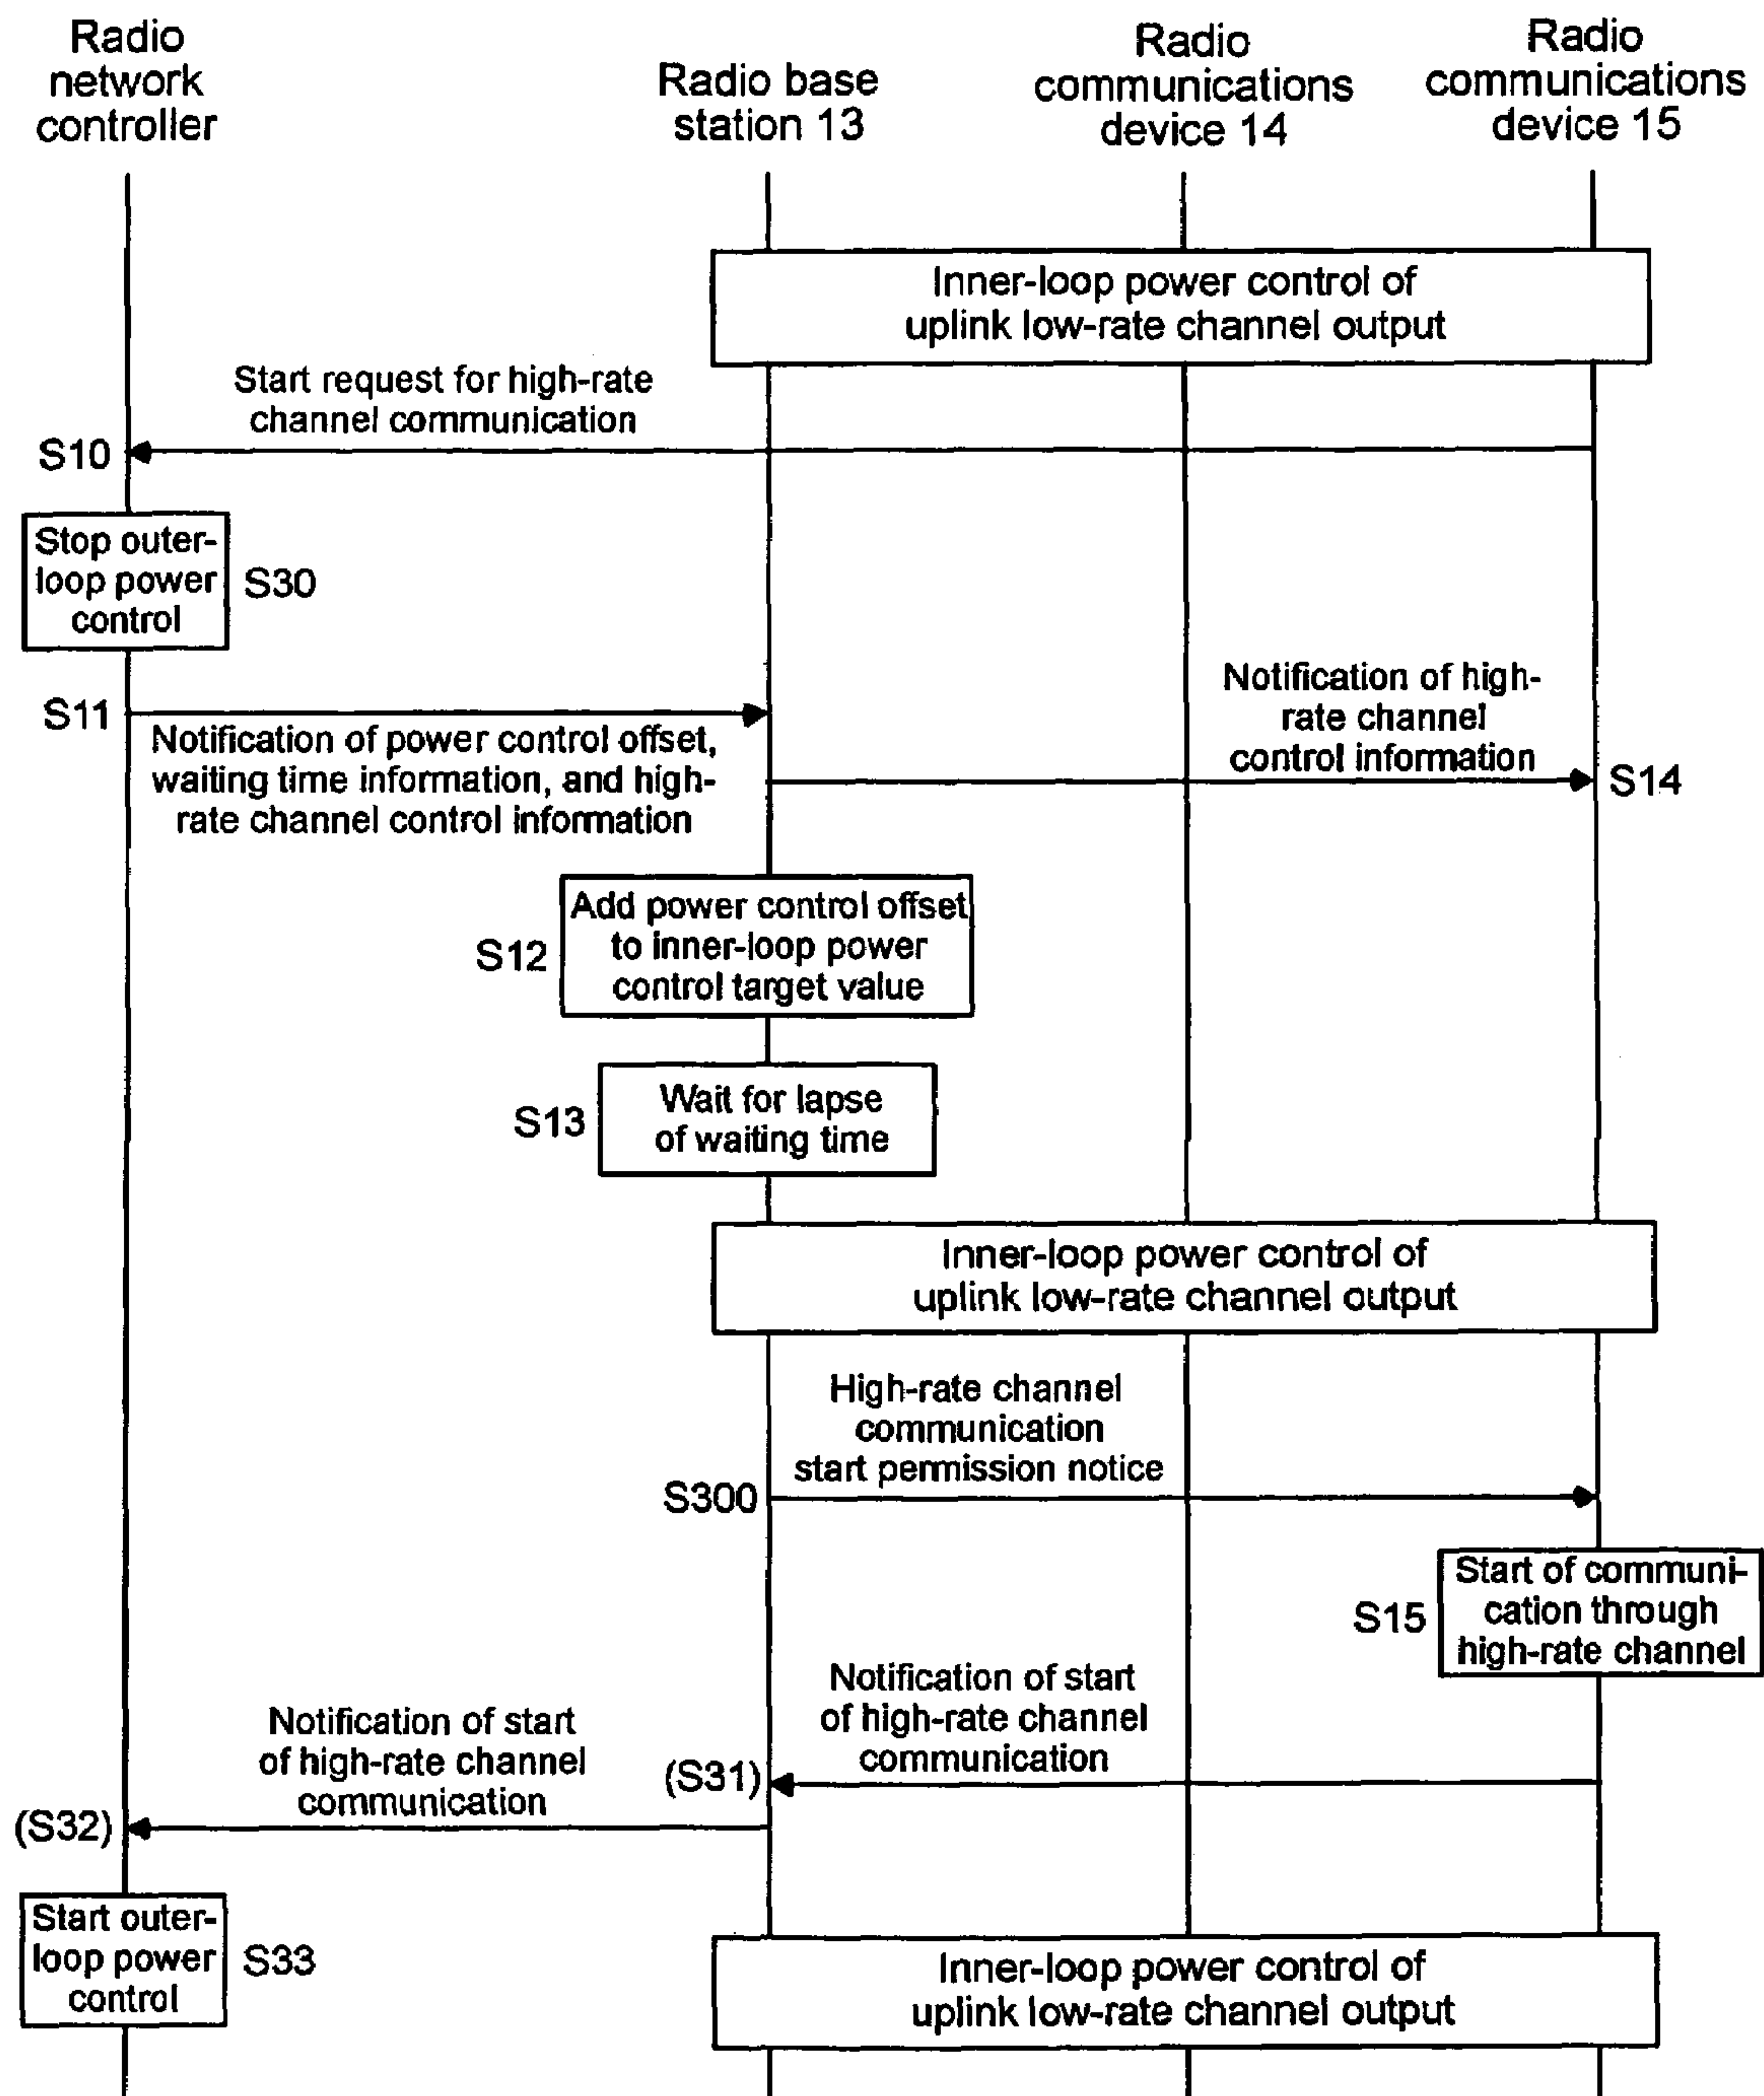 Radio
network
controller
Radio base
station 13
Radio
communications
device 14
Radio
communications
device 15
Inner-loop power control of
uplink low-rate channel output
Start request for high-rate
channel communication
S10
Stop outer-
loop power
control
S30
S11
Notification of power control offset,
waiting time information, and high-
rate channel control information
Notification of high-
rate channel
control information
S14
Add power control offset
to inner-loop power
control target value
S12
Wait for lapse
of waiting time
S13
Inner-loop power control of
uplink low-rate channel output
High-rate channel
communication
start permission notice
S300
Start of communi-
cation through
high-rate channel
S15
Notification of start
of high-rate channel
communication
(S31)
Notification of start
of high-rate channel
communication
(S32)
Start outer-
loop power
control
S33
Inner-loop power control of
uplink low-rate channel output